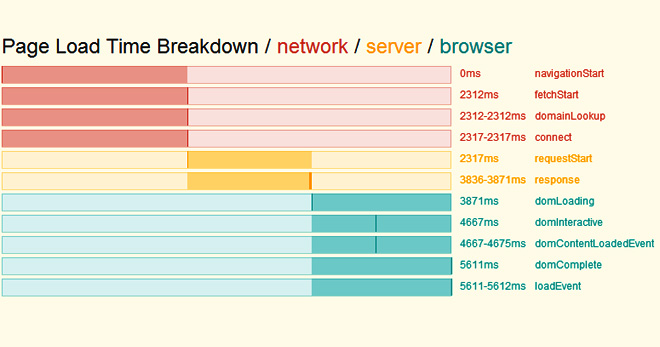 Page Load Time Breakdown / network / server / browser
0ms navigationStart
2312ms fetchStart
2312-2312ms domainLookup
2317-2317ms connect
2317ms requestStart
3836-3871ms response
3871ms domLoading
4667ms domInteractive
4667-4675ms domContentLoadedEvent
5611ms domComplete
5611-5612ms loadEvent